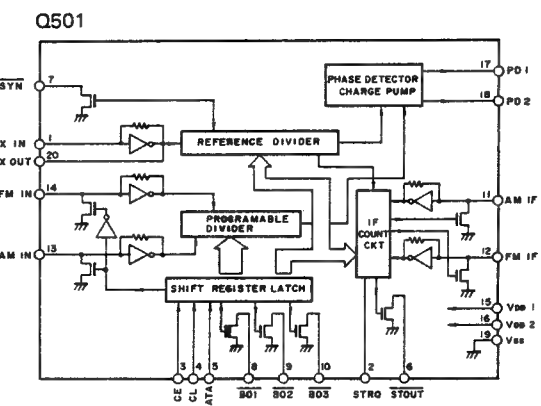 Q501
SYN
7
X IN
1
X OUT
20
FM IN
14
AM IN
13
REFERENCE DIVIDER
PROGRAMABLE
DIVIDER
SHIFT REGISTER LATCH
PHASE DETECTOR
CHARGE PUMP
IF
COUNT
CKT
17
PD 1
18
PD 2
11
AM IF
12
FM IF
15
VDD 1
16
VDD 2
19
VSS
3
4
5
8
9
10
2
6
CE
CL
ATA
BO1
BO2
BO3
STRQ
STOUT